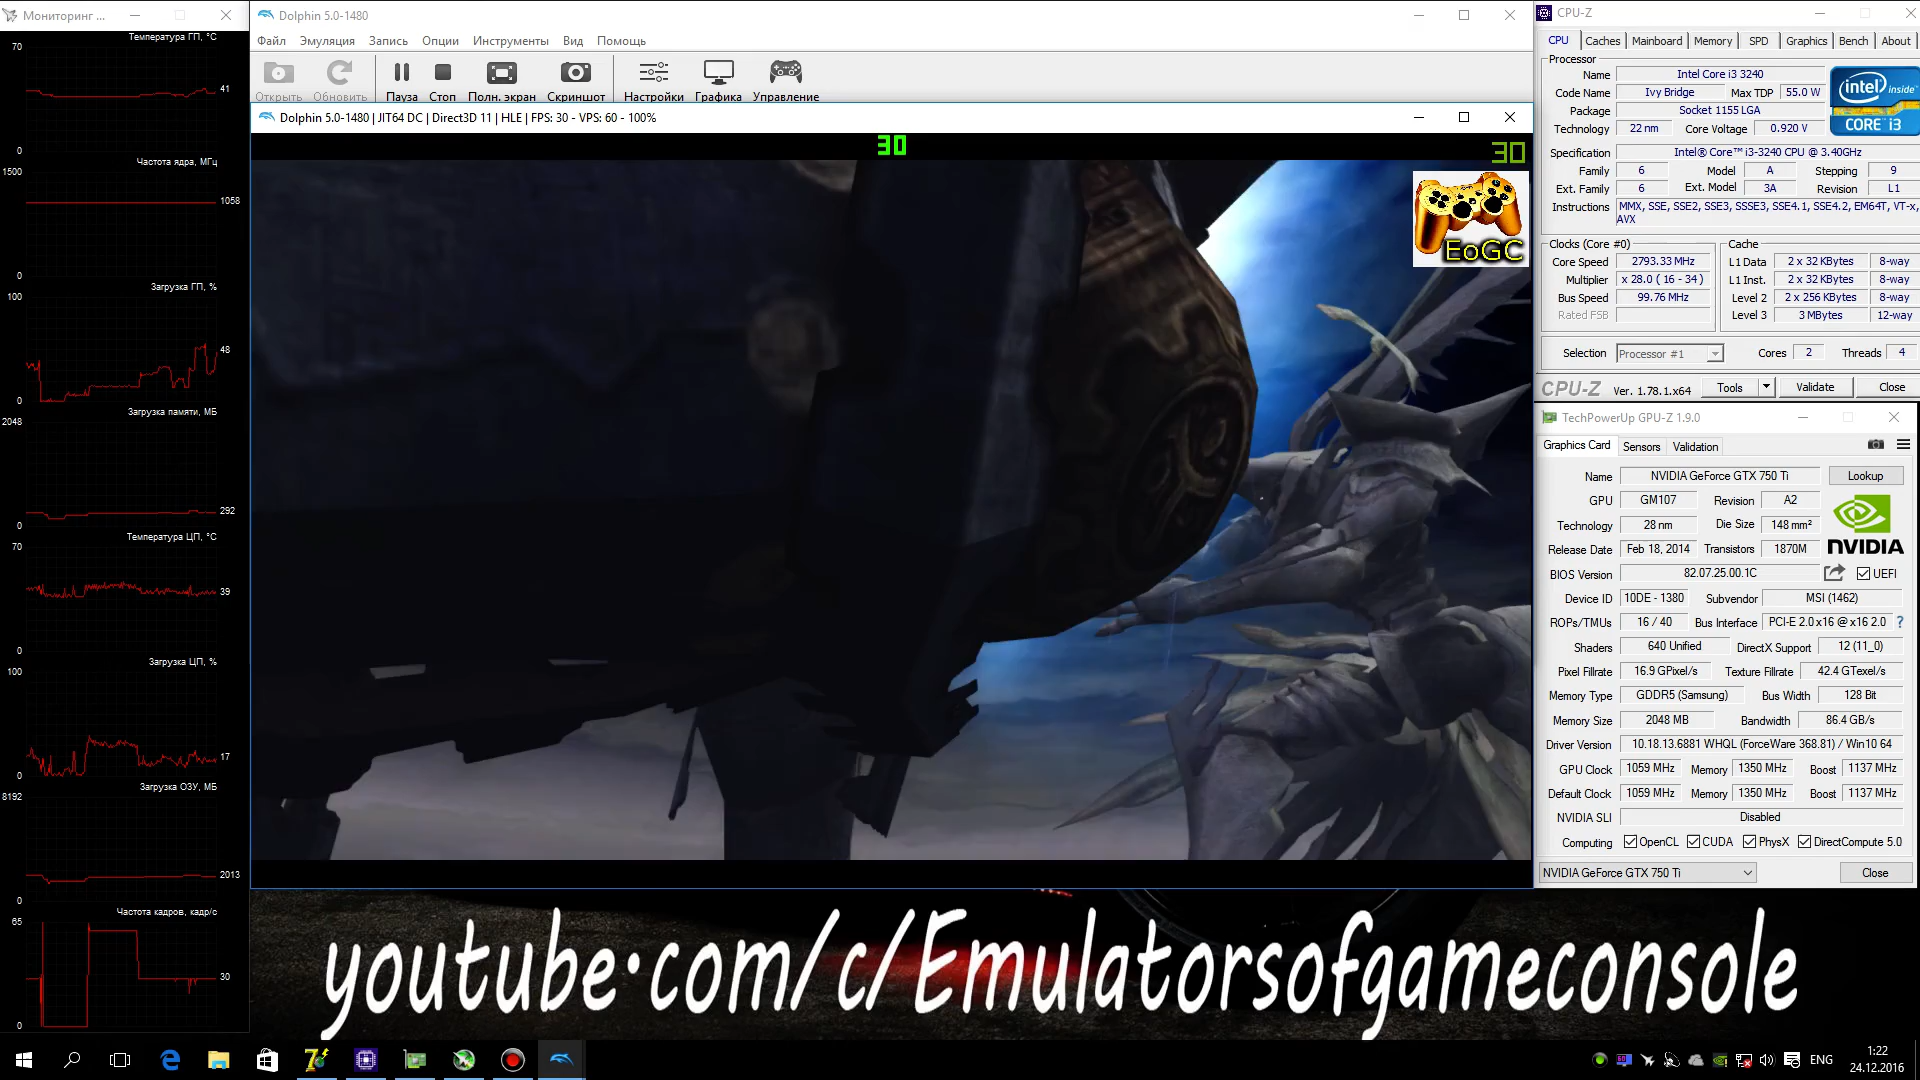 Мониторинг ...
Температура ГП, °C
70
41
0
Частота ядра, МГц
1500
1058
0
Загрузка ГП, %
100
48
0
Загрузка памяти, МБ
2048
292
0
Температура ЦП, °C
70
39
0
Загрузка ЦП, %
100
17
0
Загрузка ОЗУ, МБ
8192
2013
0
Частота кадров, кадр/с
65
30
0
Dolphin 5.0-1480
Файл Эмуляция Запись Опции Инструменты Вид Помощь
Открыть Обновить Пауза Стоп Полн. экран Скриншот Настройки Графика Управление
Dolphin 5.0-1480 | JIT64 DC | Direct3D 11 | HLE | FPS: 30 - VPS: 60 - 100%
30
30
EoGC
youtube.com/c/Emulatorsofgameconsole
CPU-Z
CPU Caches Mainboard Memory SPD Graphics Bench About
Processor
Name Intel Core i3 3240
Code Name Ivy Bridge Max TDP 55.0 W
Package Socket 1155 LGA
Technology 22 nm Core Voltage 0.920 V
intel inside™
CORE i3
Specification Intel® Core™ i3-3240 CPU @ 3.40GHz
Family 6 Model A Stepping 9
Ext. Family 6 Ext. Model 3A Revision L1
Instructions MMX, SSE, SSE2, SSE3, SSSE3, SSE4.1, SSE4.2, EM64T, VT-x,
AVX
Clocks (Core #0) Cache
Core Speed 2793.33 MHz L1 Data 2 x 32 KBytes 8-way
Multiplier x 28.0 ( 16 - 34 ) L1 Inst. 2 x 32 KBytes 8-way
Bus Speed 99.76 MHz Level 2 2 x 256 KBytes 8-way
Rated FSB Level 3 3 MBytes 12-way
Selection Processor #1 Cores 2 Threads 4
CPU-Z Ver. 1.78.1.x64 Tools Validate Close
TechPowerUp GPU-Z 1.9.0
Graphics Card Sensors Validation
Name NVIDIA GeForce GTX 750 Ti Lookup
GPU GM107 Revision A2
Technology 28 nm Die Size 148 mm²
Release Date Feb 18, 2014 Transistors 1870M
NVIDIA
BIOS Version 82.07.25.00.1C UEFI
Device ID 10DE - 1380 Subvendor MSI (1462)
ROPs/TMUs 16 / 40 Bus Interface PCI-E 2.0 x16 @ x16 2.0 ?
Shaders 640 Unified DirectX Support 12 (11_0)
Pixel Fillrate 16.9 GPixel/s Texture Fillrate 42.4 GTexel/s
Memory Type GDDR5 (Samsung) Bus Width 128 Bit
Memory Size 2048 MB Bandwidth 86.4 GB/s
Driver Version 10.18.13.6881 WHQL (ForceWare 368.81) / Win10 64
GPU Clock 1059 MHz Memory 1350 MHz Boost 1137 MHz
Default Clock 1059 MHz Memory 1350 MHz Boost 1137 MHz
NVIDIA SLI Disabled
Computing OpenCL CUDA PhysX DirectCompute 5.0
NVIDIA GeForce GTX 750 Ti Close
ENG
1:22
24.12.2016